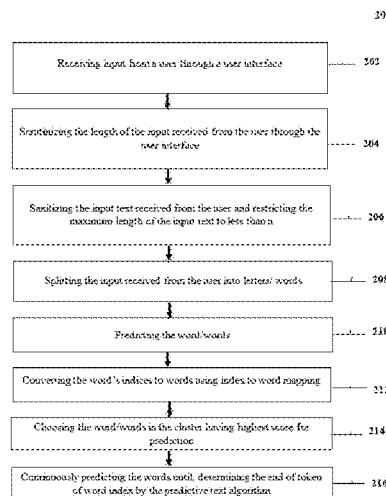 20
Receiving input from a user through a user interface
202
Scrutinizing the length of the input received from the user through the
user interface
204
Sanitizing the input text received from the user and restricting the
maximum length of the input text to less than n
206
Splitting the input received from the user into letters/ words
208
Predicting the word/words
210
Converting the word's indices to words using index to word mapping
212
Choosing the word/words in the cluster having highest score for
prediction
214
Continuously predicting the words until, determining the end of token
of word index by the predictive text algorithm
216